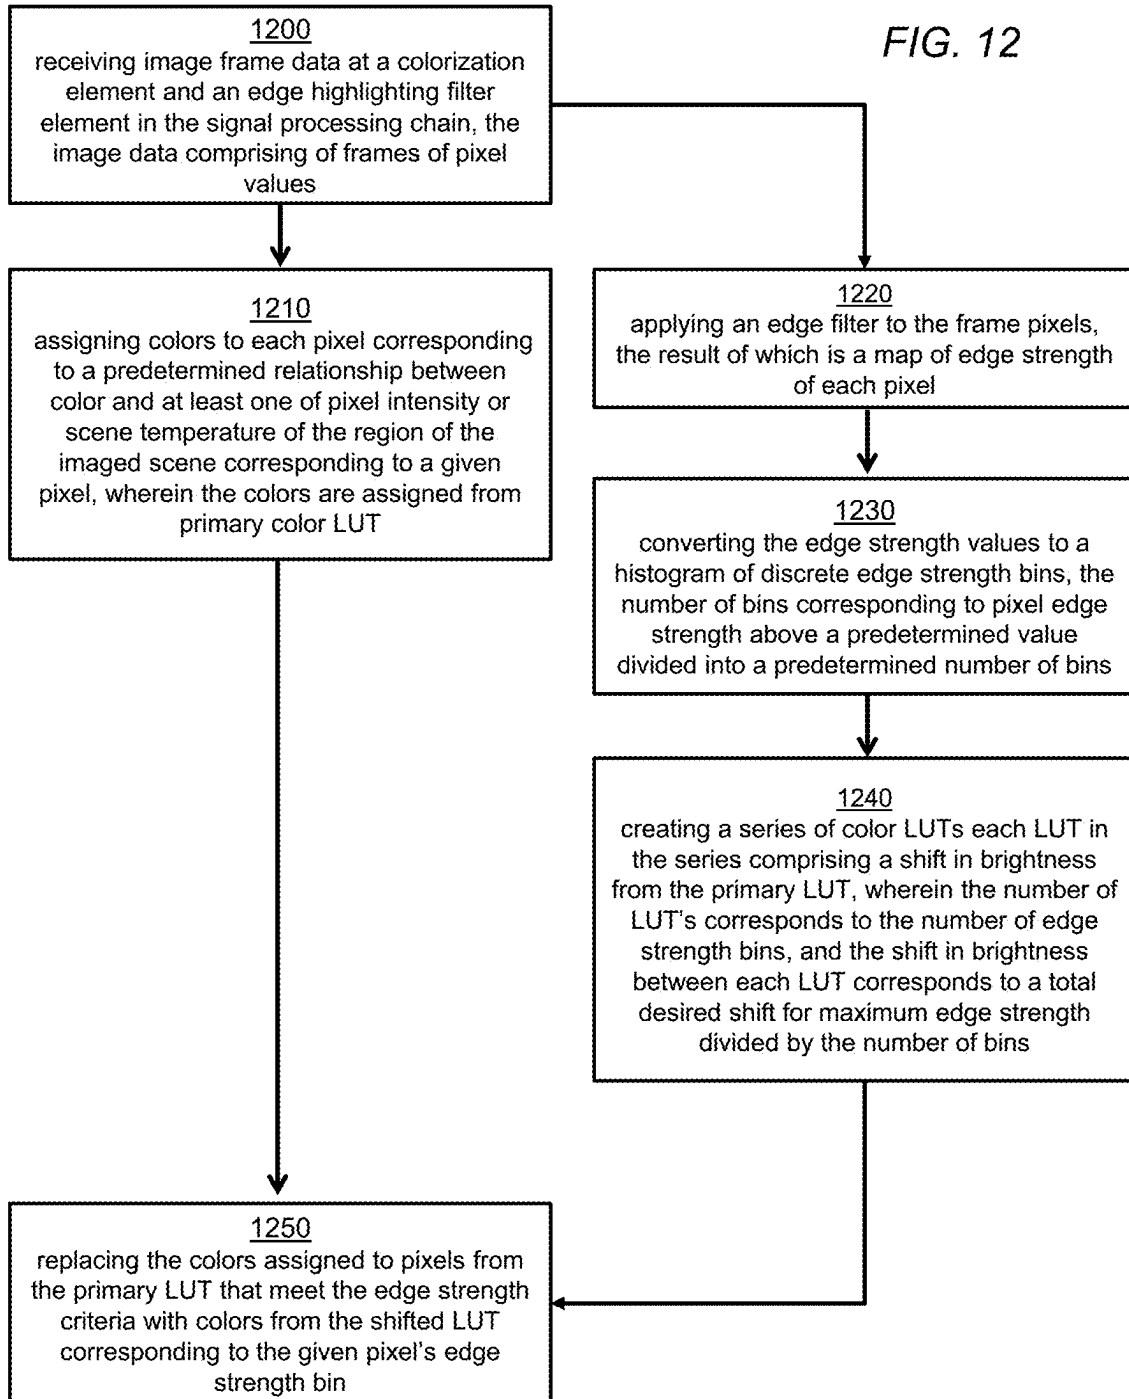 FIG. 12
1200
receiving image frame data at a colorization
element and an edge highlighting filter
element in the signal processing chain, the
image data comprising of frames of pixel
values
1210
assigning colors to each pixel corresponding
to a predetermined relationship between
color and at least one of pixel intensity or
scene temperature of the region of the
imaged scene corresponding to a given
pixel, wherein the colors are assigned from
primary color LUT
1220
applying an edge filter to the frame pixels,
the result of which is a map of edge strength
of each pixel
1230
converting the edge strength values to a
histogram of discrete edge strength bins, the
number of bins corresponding to pixel edge
strength above a predetermined value
divided into a predetermined number of bins
1240
creating a series of color LUTs each LUT in
the series comprising a shift in brightness
from the primary LUT, wherein the number of
LUT's corresponds to the number of edge
strength bins, and the shift in brightness
between each LUT corresponds to a total
desired shift for maximum edge strength
divided by the number of bins
1250
replacing the colors assigned to pixels from
the primary LUT that meet the edge strength
criteria with colors from the shifted LUT
corresponding to the given pixel's edge
strength bin